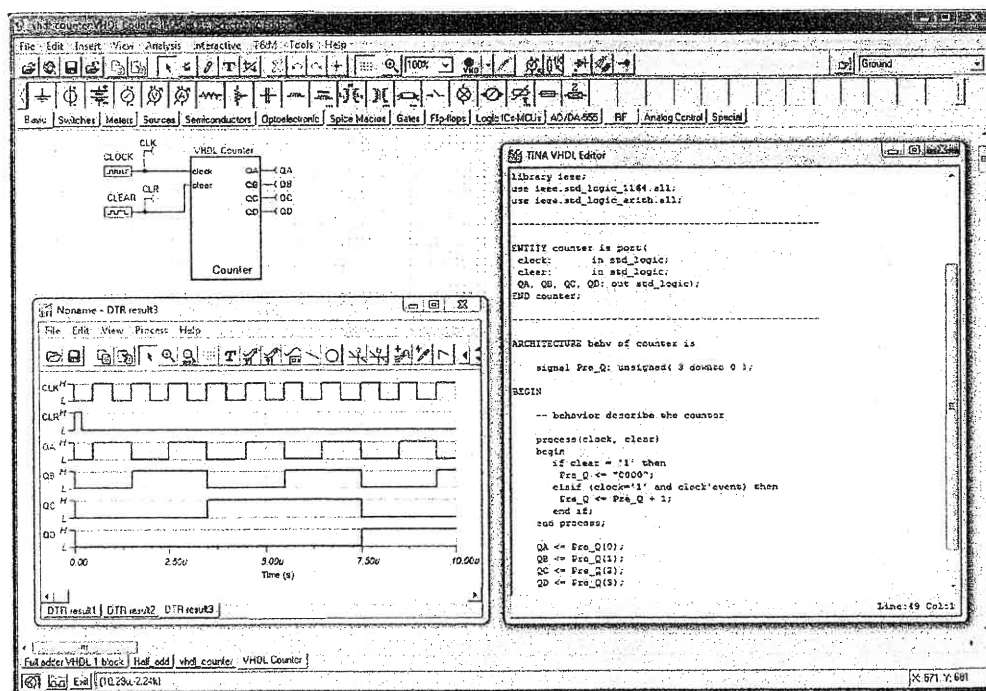 File Edit Insert View Analysis Interactive T&M Tools Help
100%
Ground
Basic Switches Meters Sources Semiconductors Optoelectronic Spice Macros Gates Flip-flops Logic ICs-MCUs AD/DA-555 RF Analog Control Special
CLK
CLOCK
CLR
CLEAR
VHDL Counter
clock QA QA
clear QB QB
QC QC
QD QD
Counter
Noname - DTR result3
File Edit View Process Help
CLK H
L
CLR H
L
QA H
L
QB H
L
QC H
L
QD H
L
0.00 2.50u 5.00u 7.50u 10.00u
Time (s)
DTR result1 DTR result2 DTR result3
TINA VHDL Editor
library ieee;
use ieee.std_logic_1164.all;
use ieee.std_logic_arith.all;
ENTITY counter is port(
clock: in std_logic;
clear: in std_logic;
QA, QB, QC, QD: out std_logic);
END counter;
ARCHITECTURE behv of counter is
signal Pre_Q: unsigned( 3 downto 0 );
BEGIN
-- behavior describe the counter
process(clock, clear)
begin
if clear = '1' then
Pre_Q <= "0000";
elsif (clock='1' and clock'event) then
Pre_Q <= Pre_Q + 1;
end if;
end process;
QA <= Pre_Q(0);
QB <= Pre_Q(1);
QC <= Pre_Q(2);
QD <= Pre_Q(3);
Line:49 Col:1
Full adder VHDL 1 block Half_add vhdl_counter VHDL Counter
Exit
X: 571, Y: 681